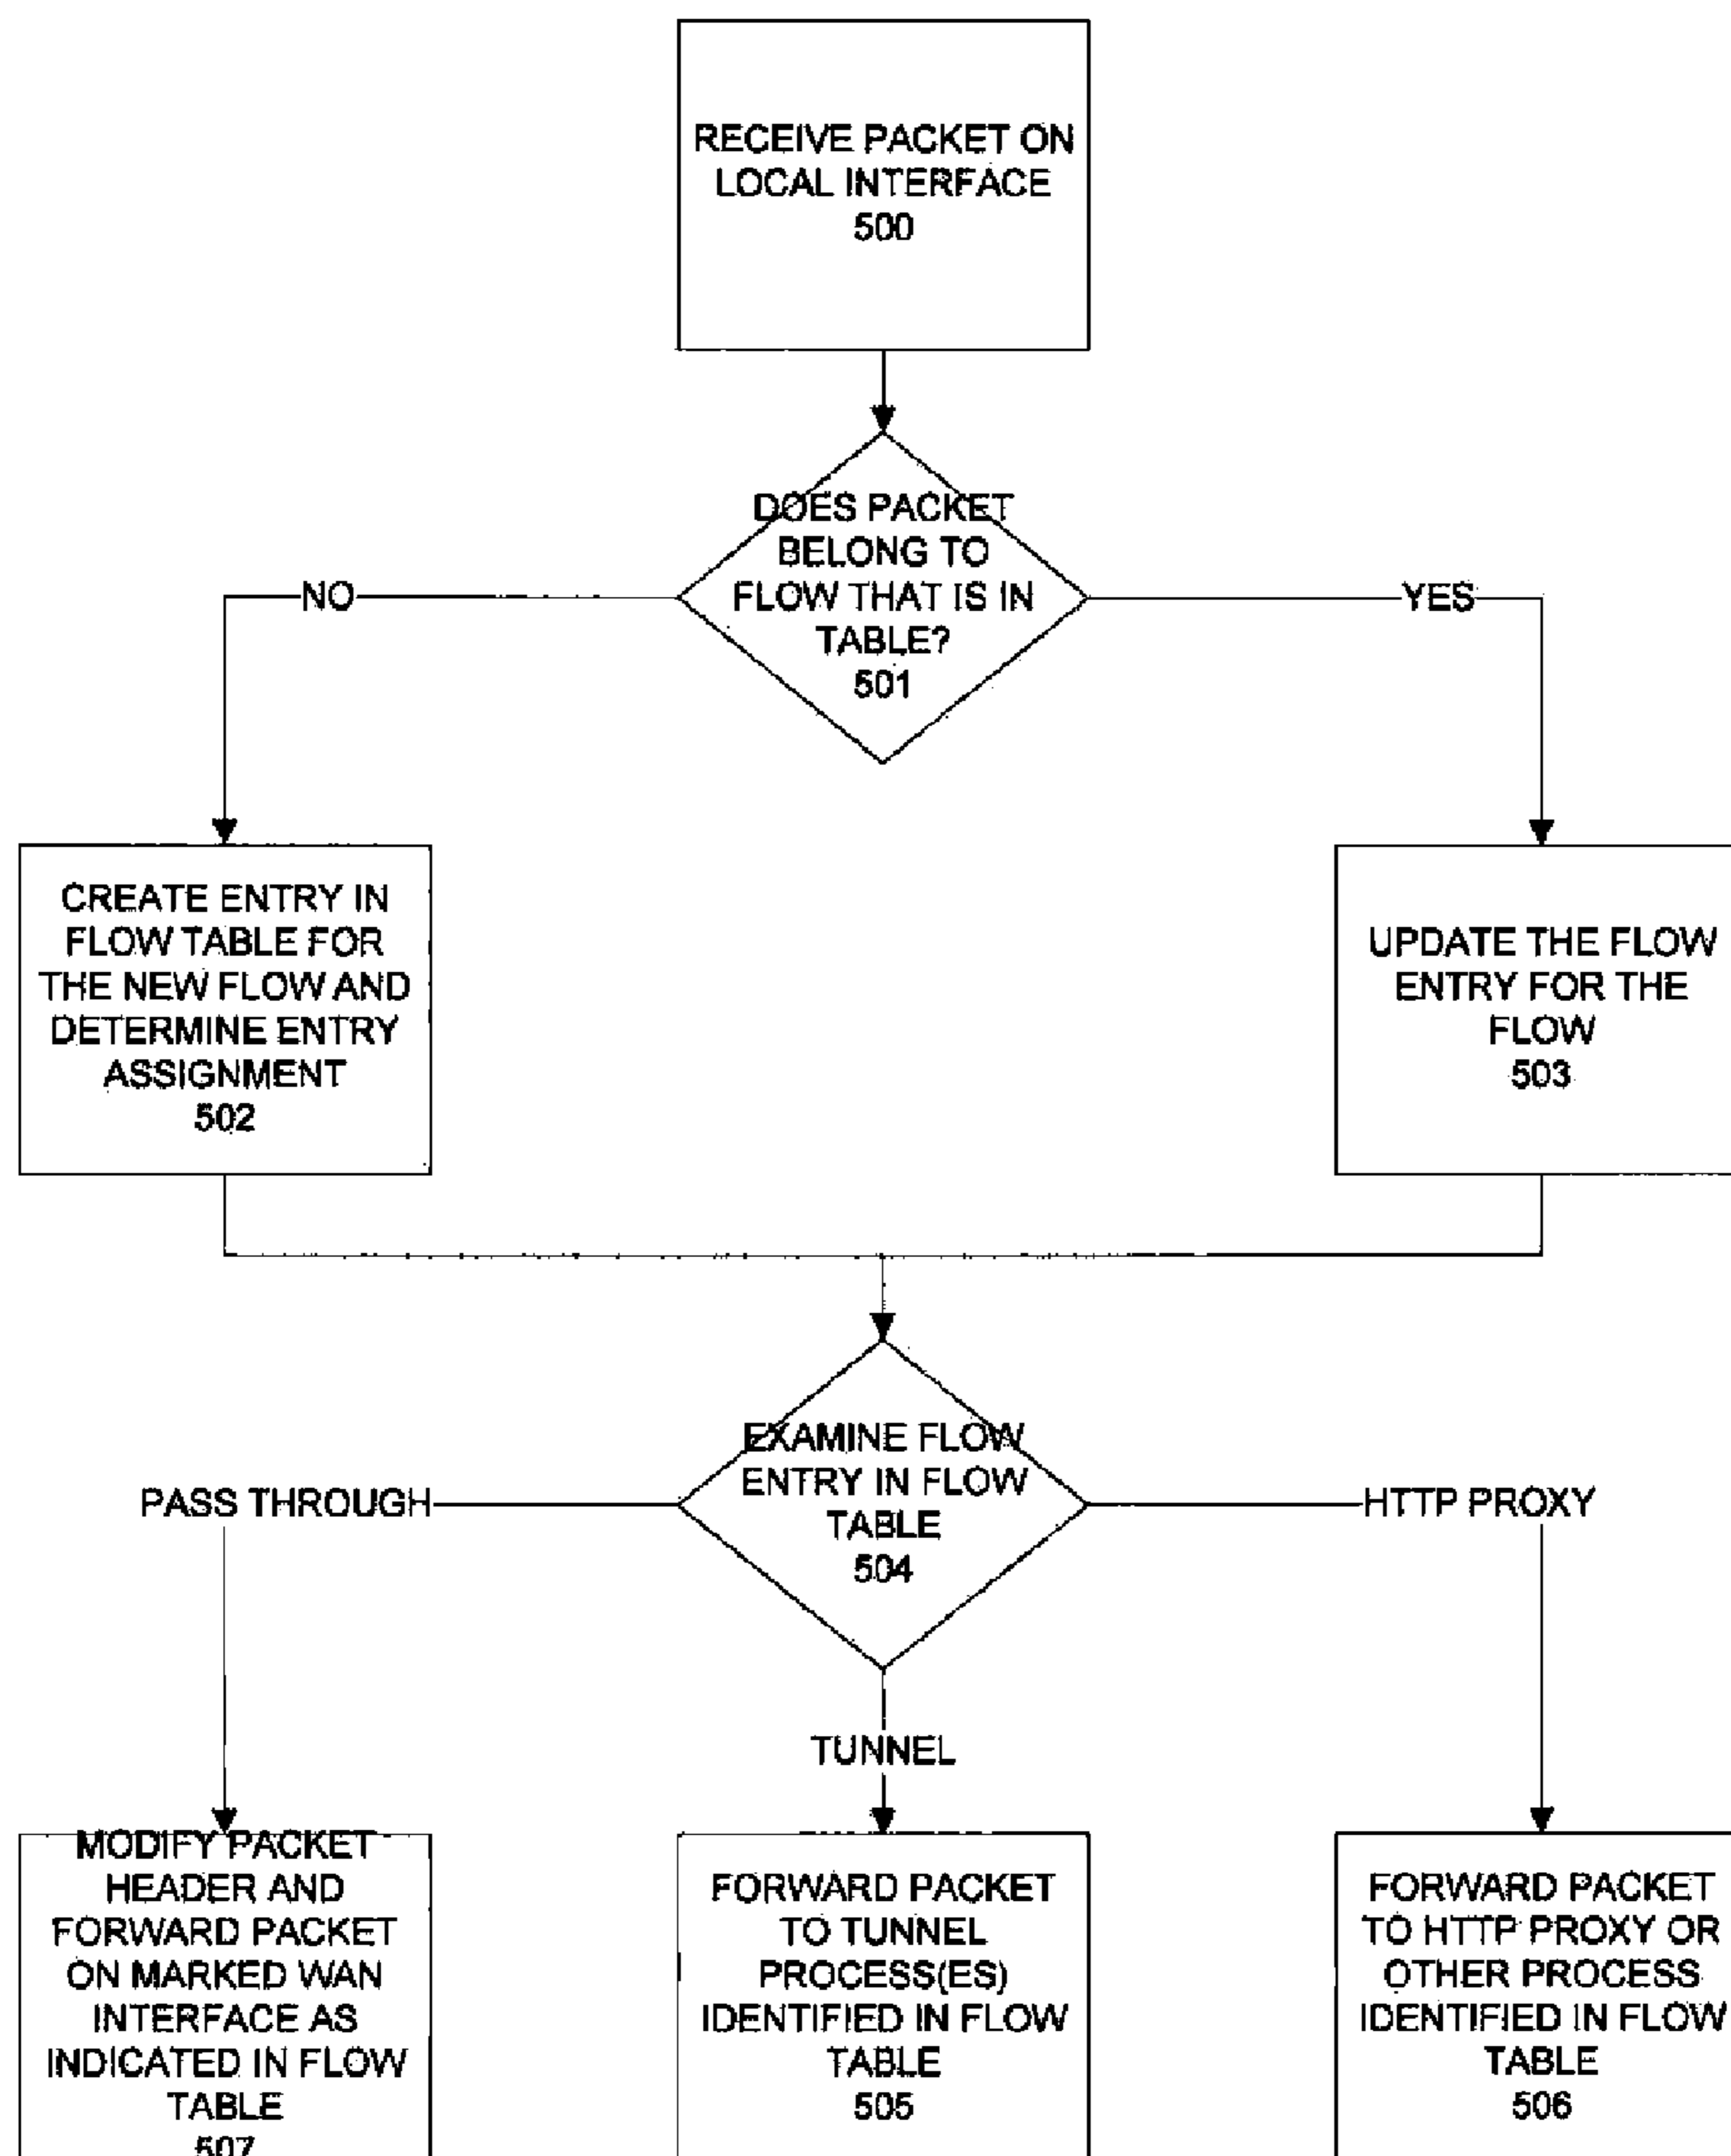 RECEIVE PACKET ON
LOCAL INTERFACE
500
DOES PACKET
BELONG TO
FLOW THAT IS IN
TABLE?
501
NO
YES
CREATE ENTRY IN
FLOW TABLE FOR
THE NEW FLOW AND
DETERMINE ENTRY
ASSIGNMENT
502
UPDATE THE FLOW
ENTRY FOR THE
FLOW
503
EXAMINE FLOW
ENTRY IN FLOW
TABLE
504
PASS THROUGH
HTTP PROXY
TUNNEL
MODIFY PACKET
HEADER AND
FORWARD PACKET
ON MARKED WAN
INTERFACE AS
INDICATED IN FLOW
TABLE
507
FORWARD PACKET
TO TUNNEL
PROCESS(ES)
IDENTIFIED IN FLOW
TABLE
505
FORWARD PACKET
TO HTTP PROXY OR
OTHER PROCESS
IDENTIFIED IN FLOW
TABLE
506